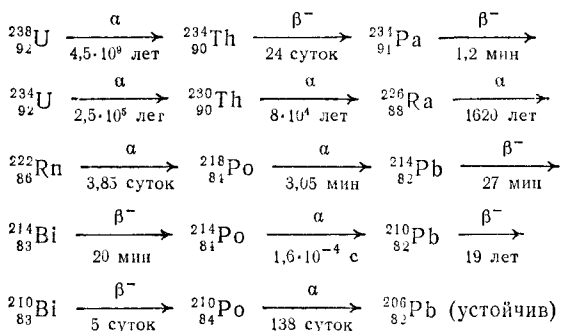 ²³⁸₉₂U —α / 4,5·10⁹ лет→ ²³⁴₉₀Th —β⁻ / 24 суток→ ²³⁴₉₁Pa —β⁻ / 1,2 мин→
²³⁴₉₂U —α / 2,5·10⁵ лет→ ²³⁰₉₀Th —α / 8·10⁴ лет→ ²²⁶₈₈Ra —α / 1620 лет→
²²²₈₆Rn —α / 3,85 суток→ ²¹⁸₈₄Po —α / 3,05 мин→ ²¹⁴₈₂Pb —β⁻ / 27 мин→
²¹⁴₈₃Bi —β⁻ / 20 мин→ ²¹⁴₈₄Po —α / 1,6·10⁻⁴ с→ ²¹⁰₈₂Pb —β⁻ / 19 лет→
²¹⁰₈₃Bi —β⁻ / 5 суток→ ²¹⁰₈₄Po —α / 138 суток→ ²⁰⁶₈₂Pb (устойчив)